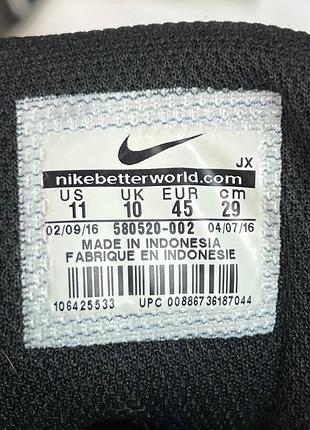 JX
nikebetterworld.com
US UK EUR cm
11 10 45 29
02/09/16 580520-002 04/07/16
MADE IN INDONESIA
FABRIQUE EN INDONESIE
106425533 UPC 00886736187044